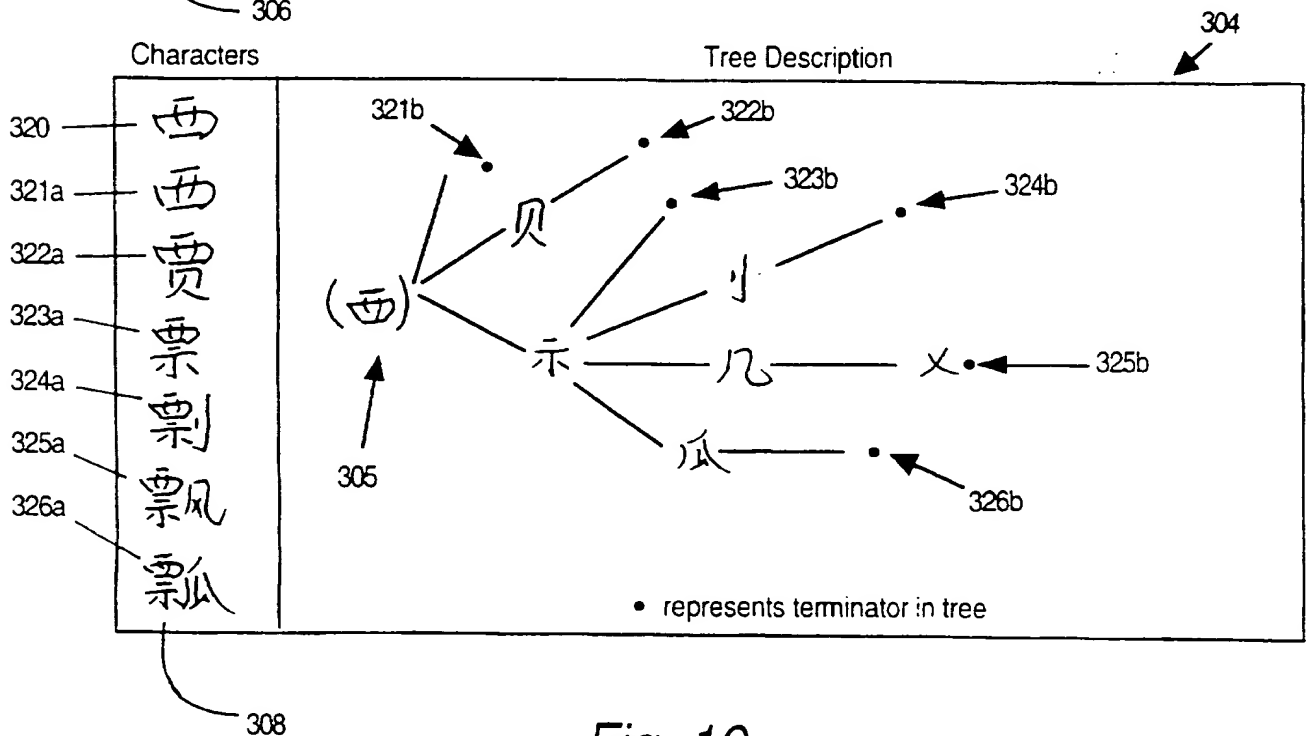 306
304
Characters
Tree Description
320 西
321a 西
322a 贾
323a 票
324a 剽
325a 飘
326a 瓢
308
321b
322b
323b
324b
贝
刂
(西)
示
几
㐅
325b
305
瓜
326b
• represents terminator in tree
Fig.